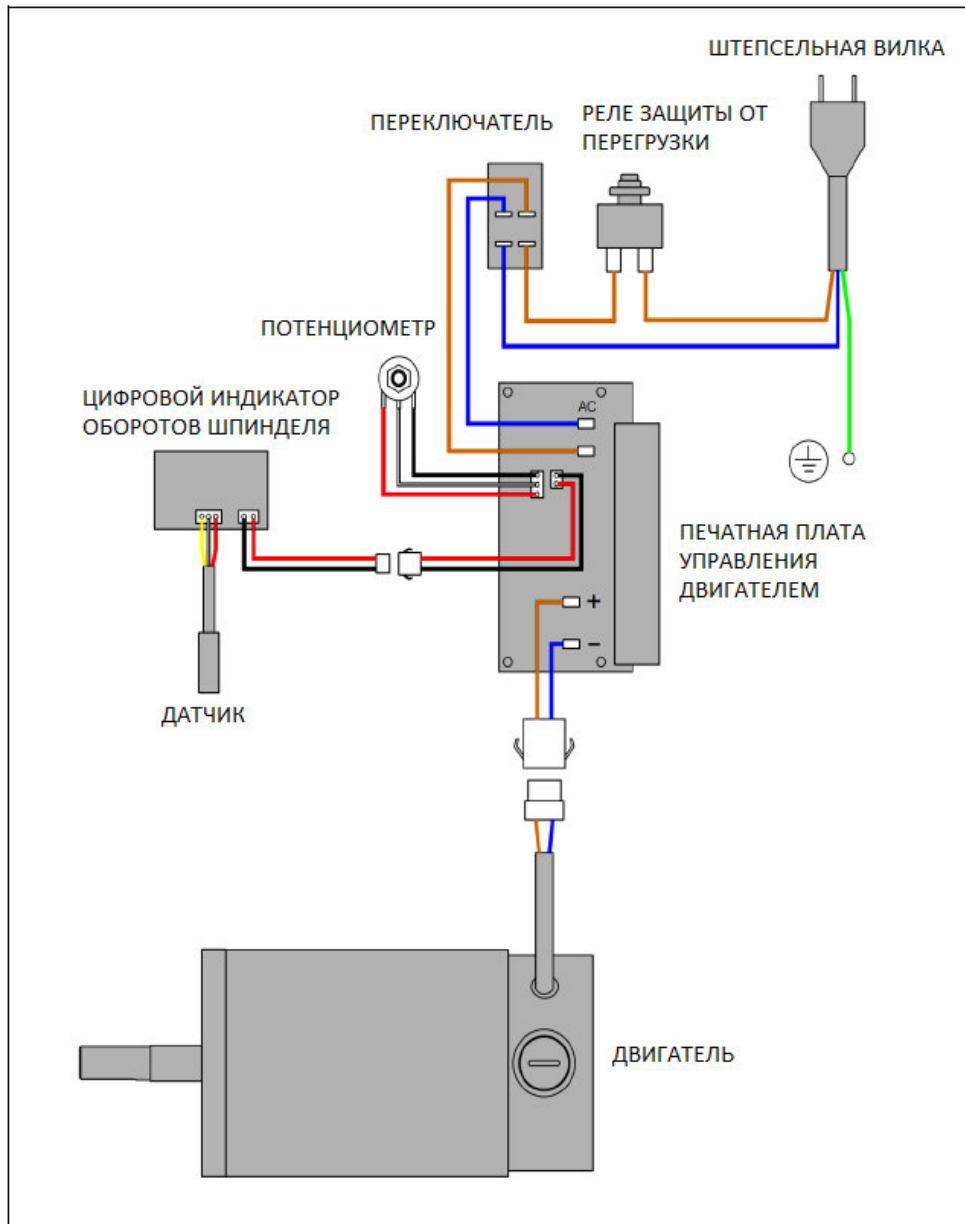 ШТЕПСЕЛЬНАЯ ВИЛКА
ПЕРЕКЛЮЧАТЕЛЬ
РЕЛЕ ЗАЩИТЫ ОТ
ПЕРЕГРУЗКИ
ПОТЕНЦИОМЕТР
ЦИФРОВОЙ ИНДИКАТОР
ОБОРОТОВ ШПИНДЕЛЯ
AC
ПЕЧАТНАЯ ПЛАТА
УПРАВЛЕНИЯ
ДВИГАТЕЛЕМ
+
−
ДАТЧИК
ДВИГАТЕЛЬ